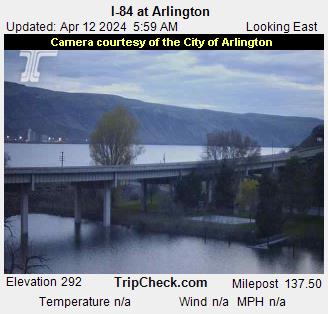 I-84 at Arlington
Updated: Apr 12 2024 5:59 AM Looking East
Camera courtesy of the City of Arlington
Elevation 292 TripCheck.com Milepost 137.50
Temperature n/a Wind n/a MPH n/a